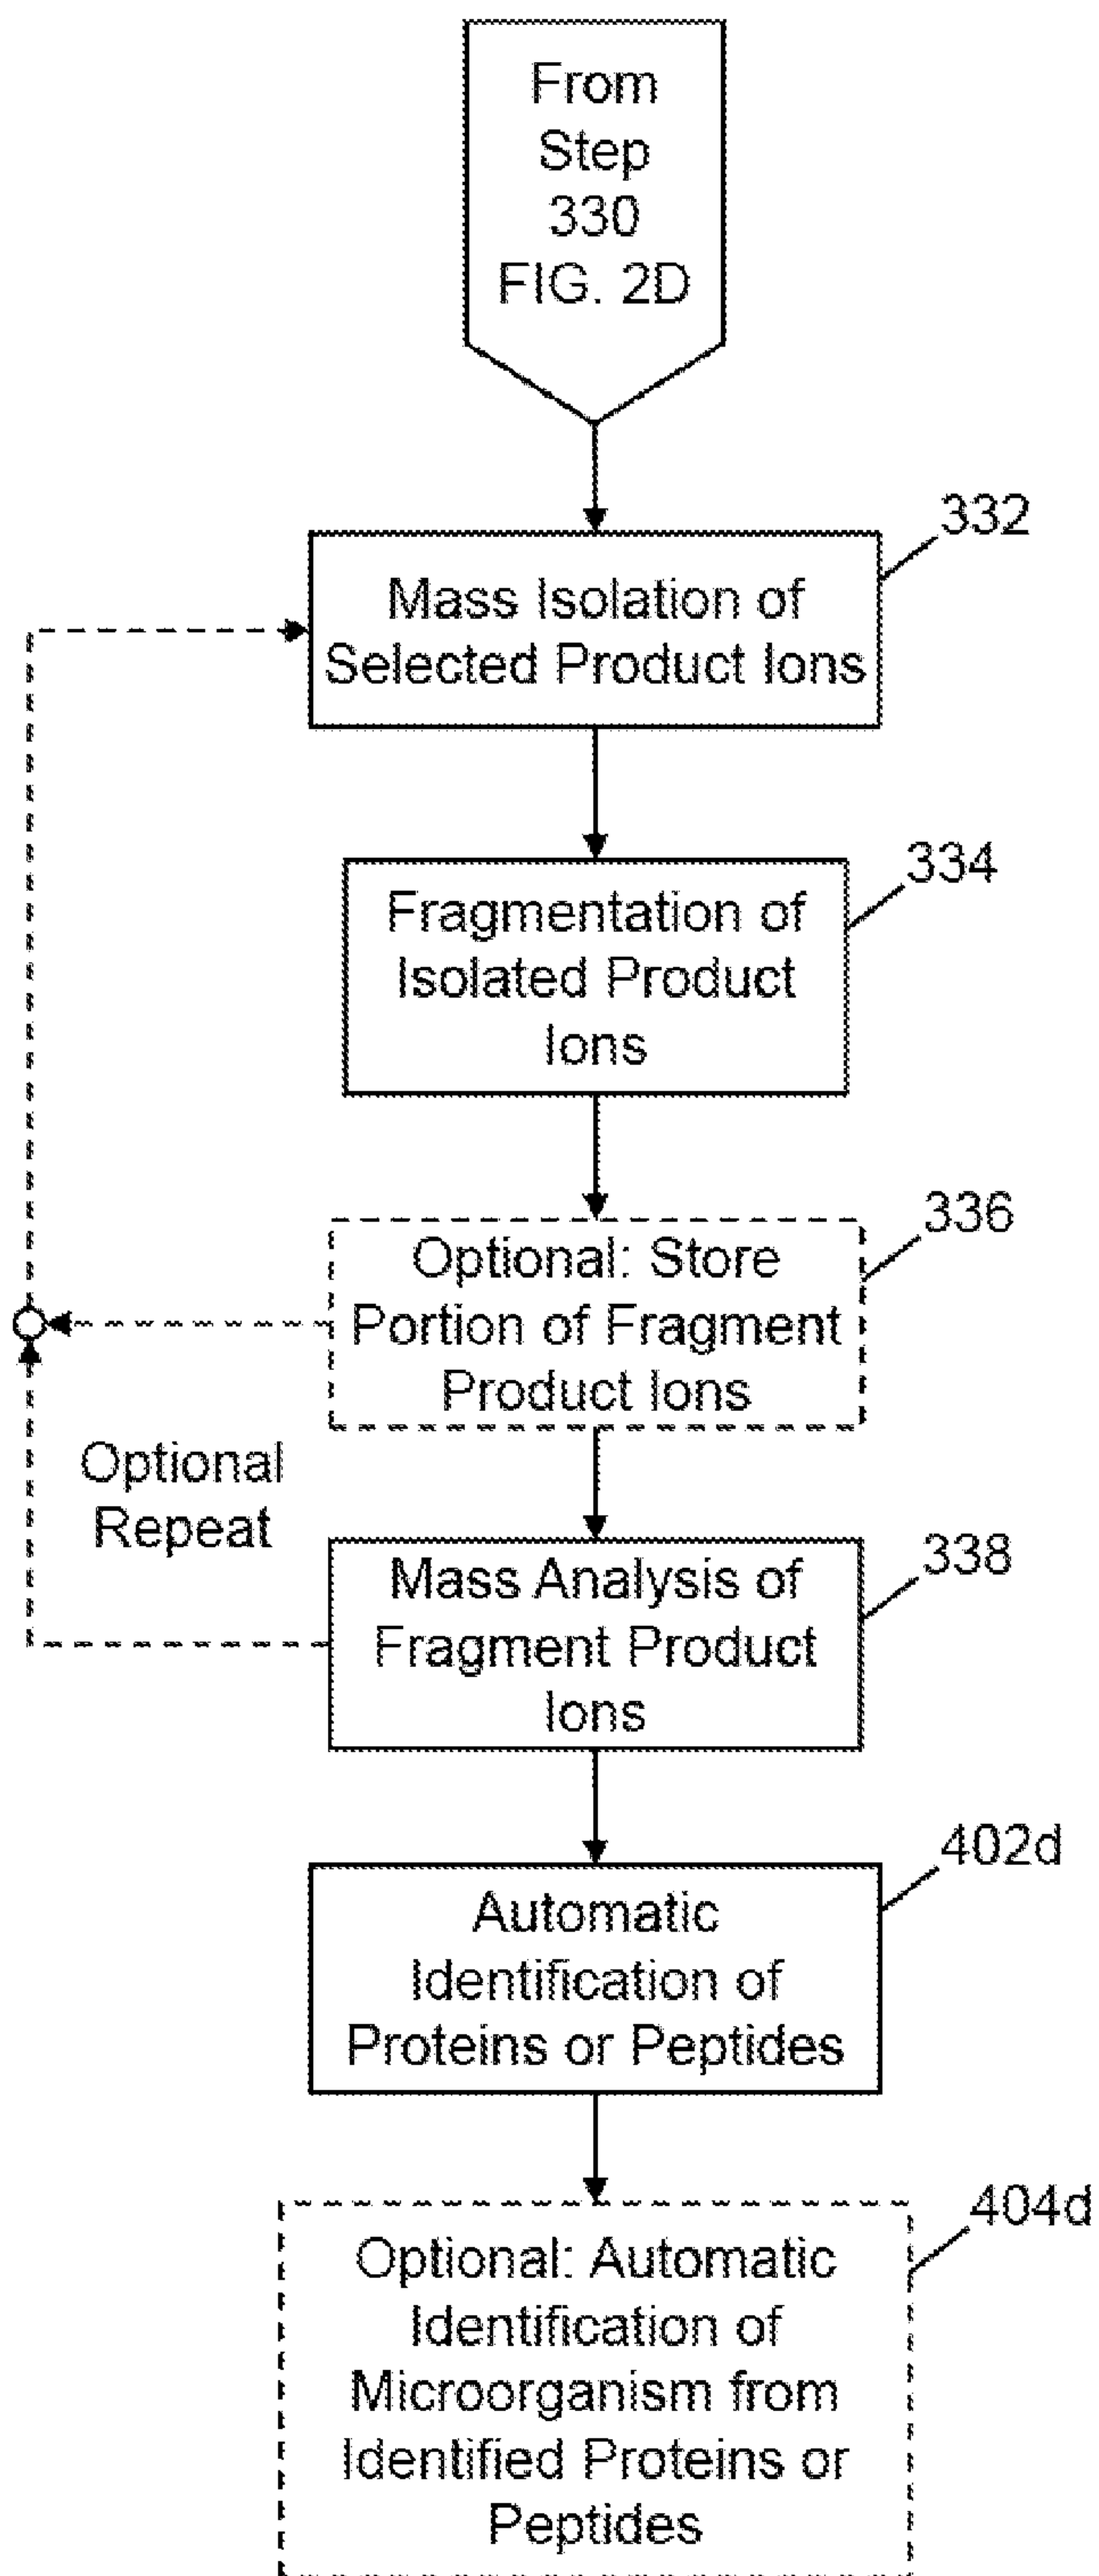 From
Step
330
FIG. 2D
332
Mass Isolation of
Selected Product Ions
334
Fragmentation of
Isolated Product
Ions
336
Optional: Store
Portion of Fragment
Product Ions
Optional
Repeat
338
Mass Analysis of
Fragment Product
Ions
402d
Automatic
Identification of
Proteins or Peptides
404d
Optional: Automatic
Identification of
Microorganism from
Identified Proteins or
Peptides